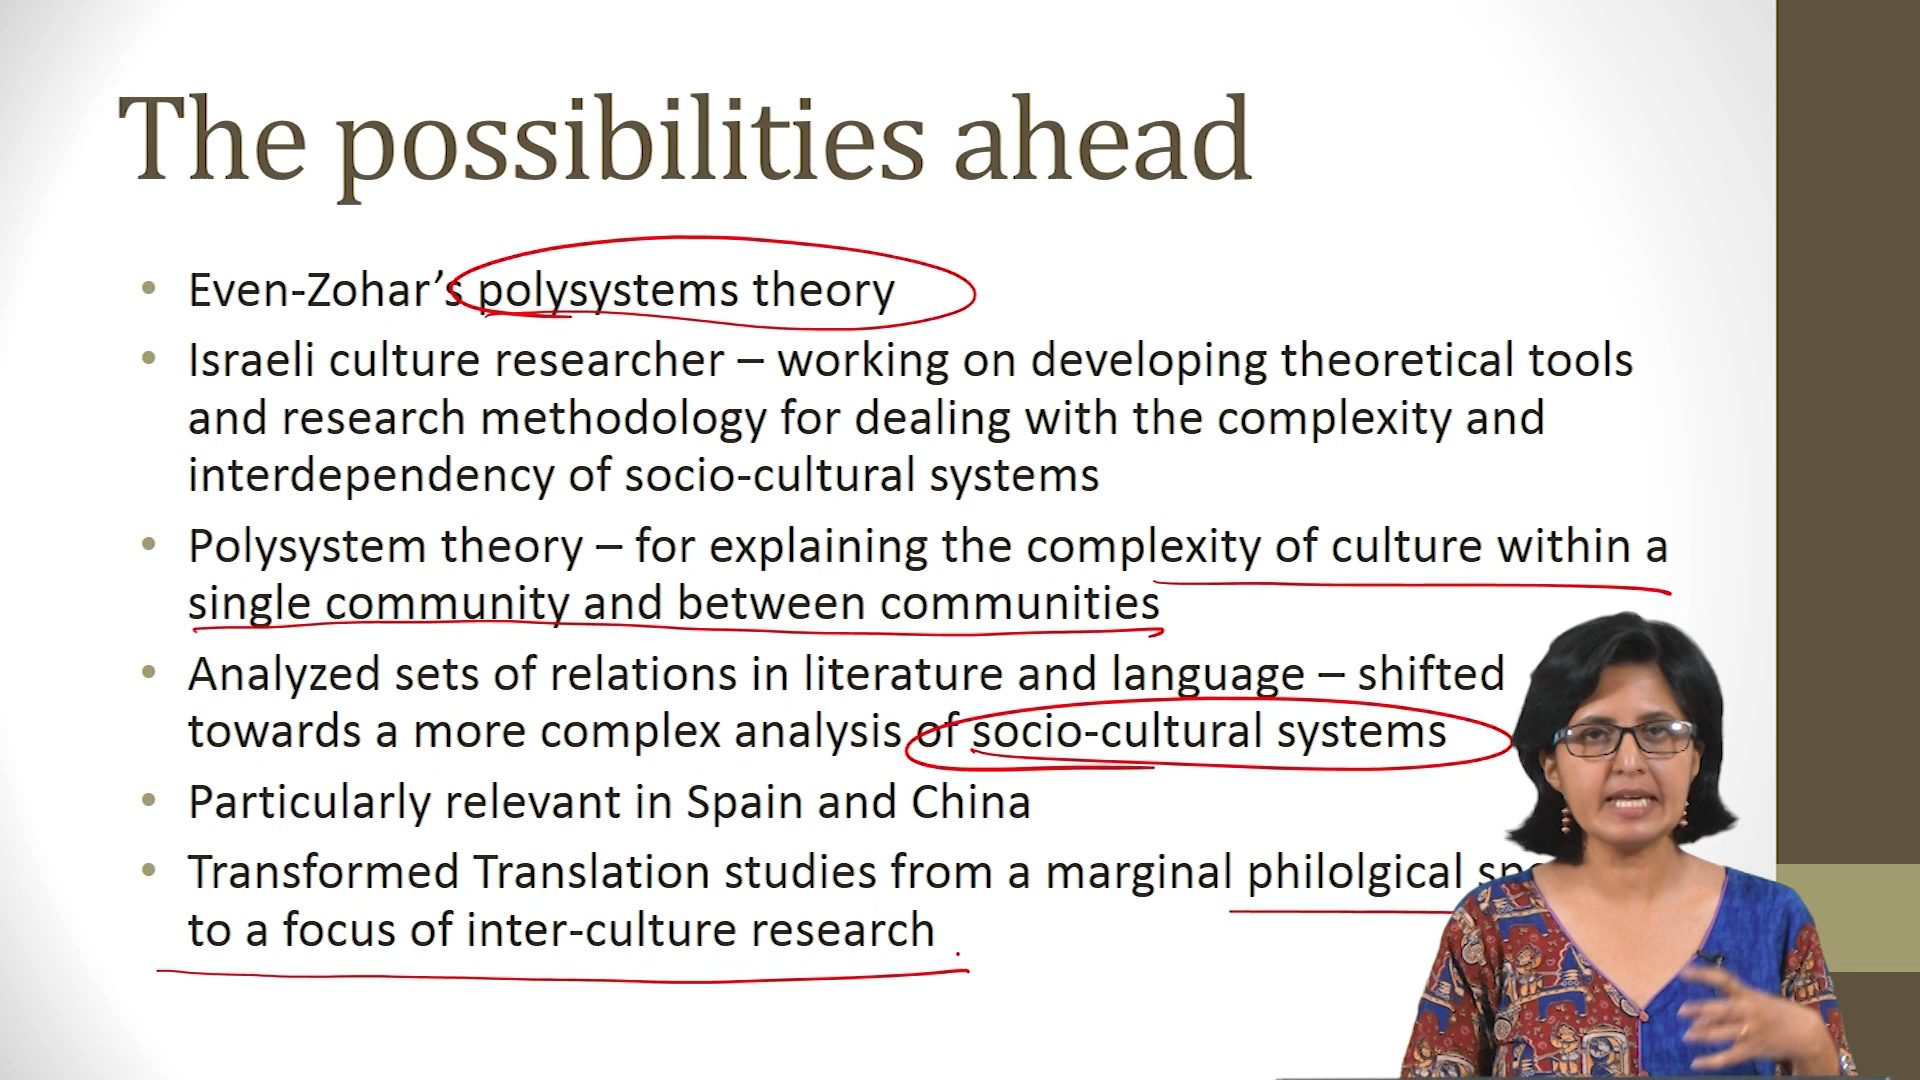 The possibilities ahead
• Even-Zohar’s polysystems theory
• Israeli culture researcher – working on developing theoretical tools
and research methodology for dealing with the complexity and
interdependency of socio-cultural systems
• Polysystem theory – for explaining the complexity of culture within a
single community and between communities
• Analyzed sets of relations in literature and language – shifted
towards a more complex analysis of socio-cultural systems
• Particularly relevant in Spain and China
• Transformed Translation studies from a marginal philolgical
to a focus of inter-culture research